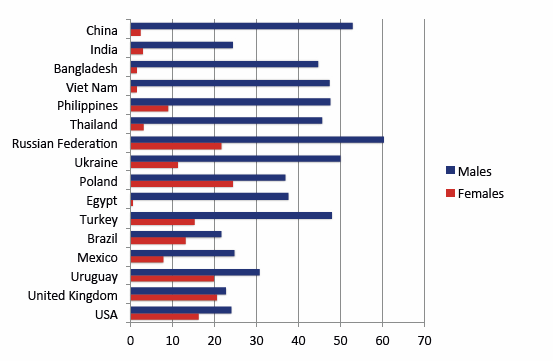 China
India
Bangladesh
Viet Nam
Philippines
Thailand
Russian Federation
Ukraine
Poland
Egypt
Turkey
Brazil
Mexico
Uruguay
United Kingdom
USA
0 10 20 30 40 50 60 70
Males
Females